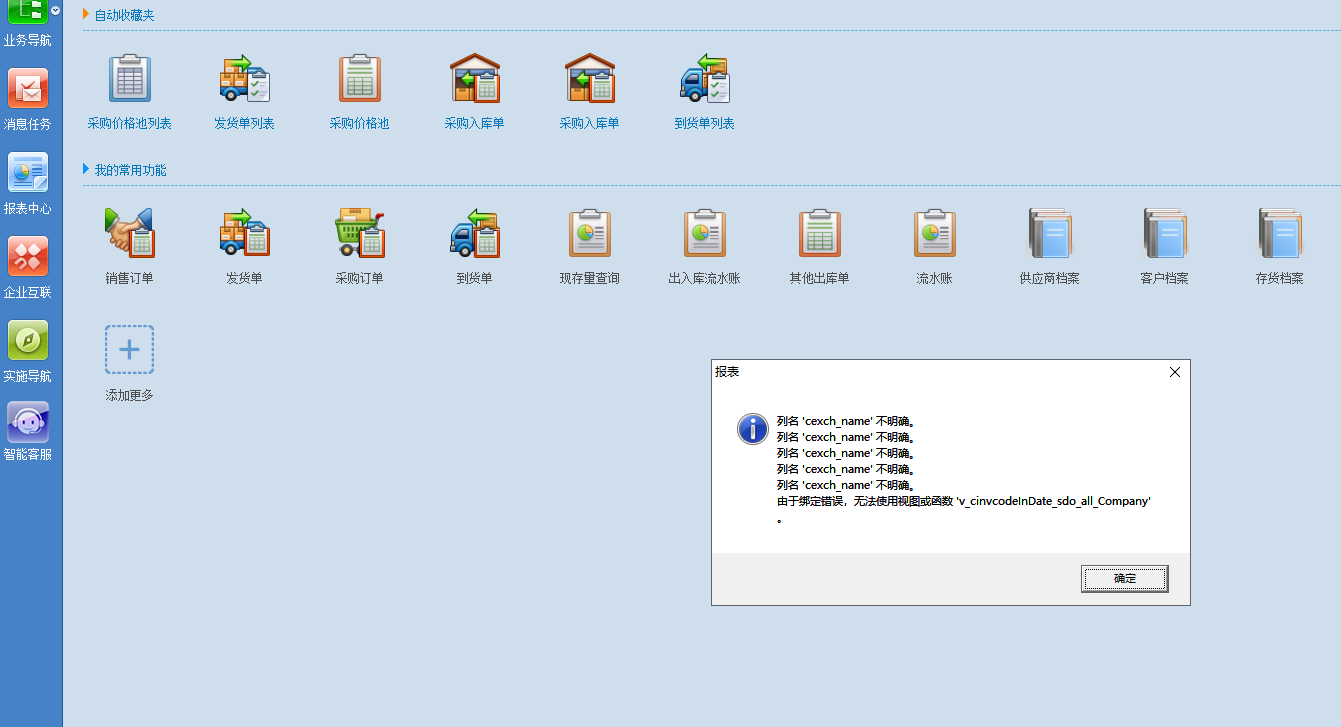 业务导航
消息任务
报表中心
企业互联
实施导航
智能客服
自动收藏夹
采购价格池列表
发货单列表
采购价格池
采购入库单
采购入库单
到货单列表
我的常用功能
销售订单
发货单
采购订单
到货单
现存量查询
出入库流水账
其他出库单
流水账
供应商档案
客户档案
存货档案
添加更多
报表
列名 'cexch_name' 不明确。
列名 'cexch_name' 不明确。
列名 'cexch_name' 不明确。
列名 'cexch_name' 不明确。
列名 'cexch_name' 不明确。
由于绑定错误，无法使用视图或函数 'v_cinvcodeInDate_sdo_all_Company'
。
确定